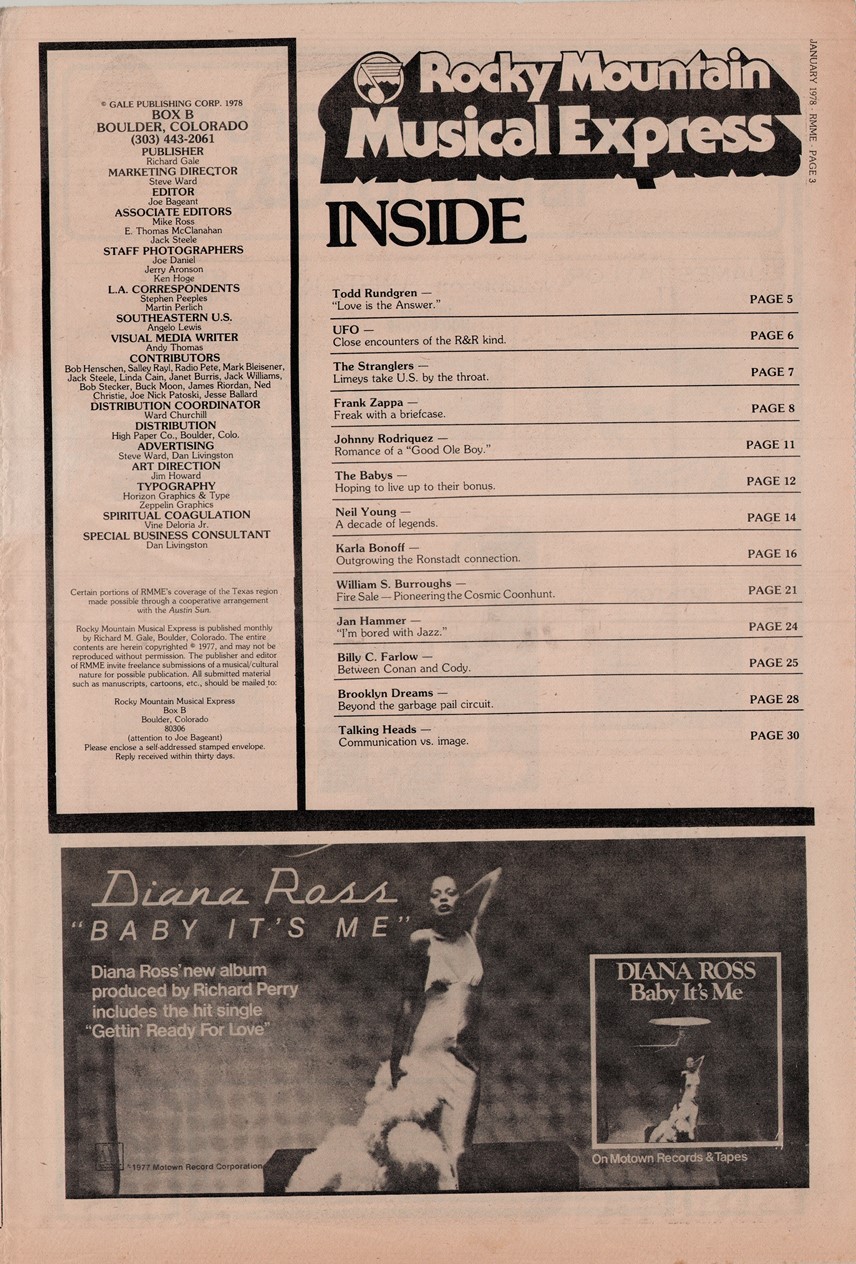 © GALE PUBLISHING CORP. 1978
BOX B
BOULDER, COLORADO
(303) 443-2061
PUBLISHER
Richard Gale
MARKETING DIRECTOR
Steve Ward
EDITOR
Joe Bageant
ASSOCIATE EDITORS
Mike Ross
E. Thomas McClanahan
Jack Steele
STAFF PHOTOGRAPHERS
Joe Daniel
Jerry Aronson
Ken Hoge
L.A. CORRESPONDENTS
Stephen Peeples
Martin Perlich
SOUTHEASTERN U.S.
Angelo Lewis
VISUAL MEDIA WRITER
Andy Thomas
CONTRIBUTORS
Bob Henschen, Salley Rayl, Radio Pete, Mark Bleisener,
Jack Steele, Linda Cain, Janet Burris, Jack Williams,
Bob Stecker, Buck Moon, James Riordan, Ned
Christie, Joe Nick Patoski, Jesse Ballard
DISTRIBUTION COORDINATOR
Ward Churchill
DISTRIBUTION
High Paper Co., Boulder, Colo.
ADVERTISING
Steve Ward, Dan Livingston
ART DIRECTION
Jim Howard
TYPOGRAPHY
Horizon Graphics & Type
Zeppelin Graphics
SPIRITUAL COAGULATION
Vine Deloria Jr.
SPECIAL BUSINESS CONSULTANT
Dan Livingston
Certain portions of RMME's coverage of the Texas region
made possible through a cooperative arrangement
with the Austin Sun.
Rocky Mountain Musical Express is published monthly
by Richard M. Gale, Boulder, Colorado. The entire
contents are herein copyrighted © 1977, and may not be
reproduced without permission. The publisher and editor
of RMME invite freelance submissions of a musical/cultural
nature for possible publication. All submitted material
such as manuscripts, cartoons, etc., should be mailed to:
Rocky Mountain Musical Express
Box B
Boulder, Colorado
80306
(attention to Joe Bageant)
Please enclose a self-addressed stamped envelope.
Reply received within thirty days.
Rocky Mountain
Musical Express
JANUARY 1978 · RMME PAGE 3
INSIDE
Todd Rundgren —
"Love is the Answer." PAGE 5
UFO —
Close encounters of the R&R kind. PAGE 6
The Stranglers —
Limeys take U.S. by the throat. PAGE 7
Frank Zappa —
Freak with a briefcase. PAGE 8
Johnny Rodriquez —
Romance of a "Good Ole Boy." PAGE 11
The Babys —
Hoping to live up to their bonus. PAGE 12
Neil Young —
A decade of legends. PAGE 14
Karla Bonoff —
Outgrowing the Ronstadt connection. PAGE 16
William S. Burroughs —
Fire Sale — Pioneering the Cosmic Coonhunt. PAGE 21
Jan Hammer —
"I'm bored with Jazz." PAGE 24
Billy C. Farlow —
Between Conan and Cody. PAGE 25
Brooklyn Dreams —
Beyond the garbage pail circuit. PAGE 28
Talking Heads —
Communication vs. image. PAGE 30
Diana Ross
"BABY IT'S ME"
Diana Ross' new album
produced by Richard Perry
includes the hit single
"Gettin' Ready For Love"
DIANA ROSS
Baby It's Me
©1977 Motown Record Corporation
On Motown Records & Tapes